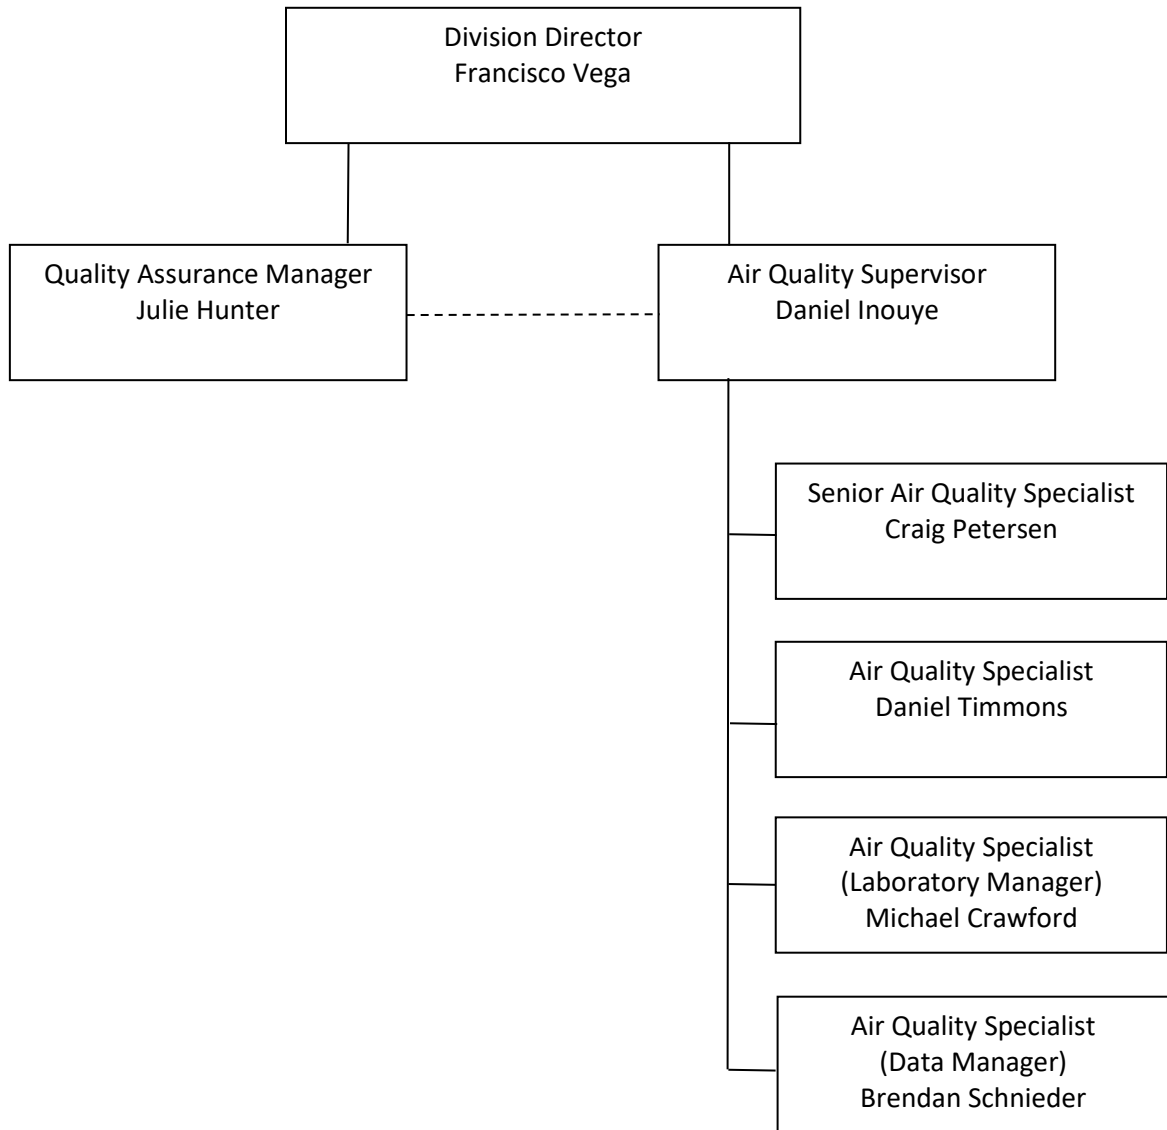 Division Director
Francisco Vega
Quality Assurance Manager
Julie Hunter
Air Quality Supervisor
Daniel Inouye
Senior Air Quality Specialist
Craig Petersen
Air Quality Specialist
Daniel Timmons
Air Quality Specialist
(Laboratory Manager)
Michael Crawford
Air Quality Specialist
(Data Manager)
Brendan Schnieder